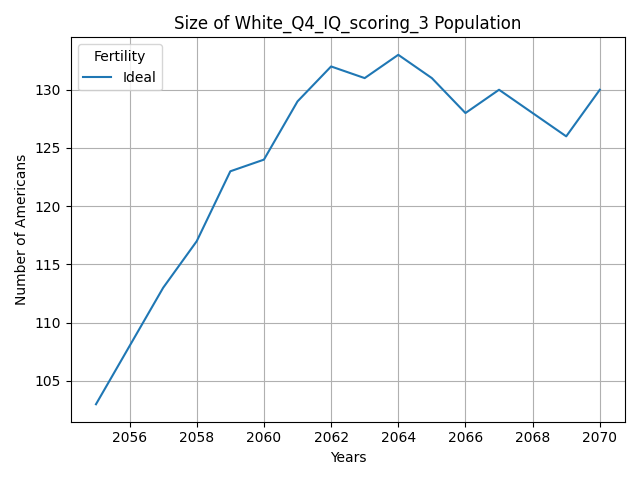 Size of White_Q4_IQ_scoring_3 Population
Fertility
Ideal
Number of Americans
130
125
120
115
110
105
2056 2058 2060 2062 2064 2066 2068 2070
Years